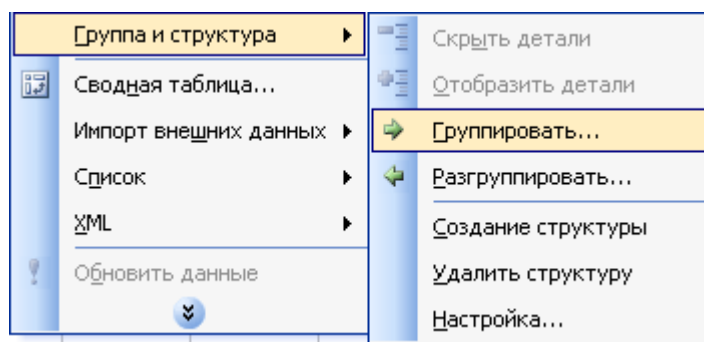 Группа и структура
Сводная таблица...
Импорт внешних данных
Список
XML
Обновить данные
Скрыть детали
Отобразить детали
Группировать...
Разгруппировать...
Создание структуры
Удалить структуру
Настройка...